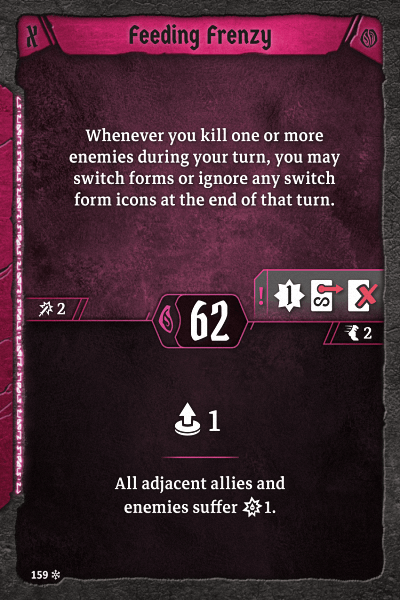 X
Feeding Frenzy
Whenever you kill one or more
enemies during your turn, you may
switch forms or ignore any switch
form icons at the end of that turn.
2
62
1
2
1
All adjacent allies and
enemies suffer 1.
159